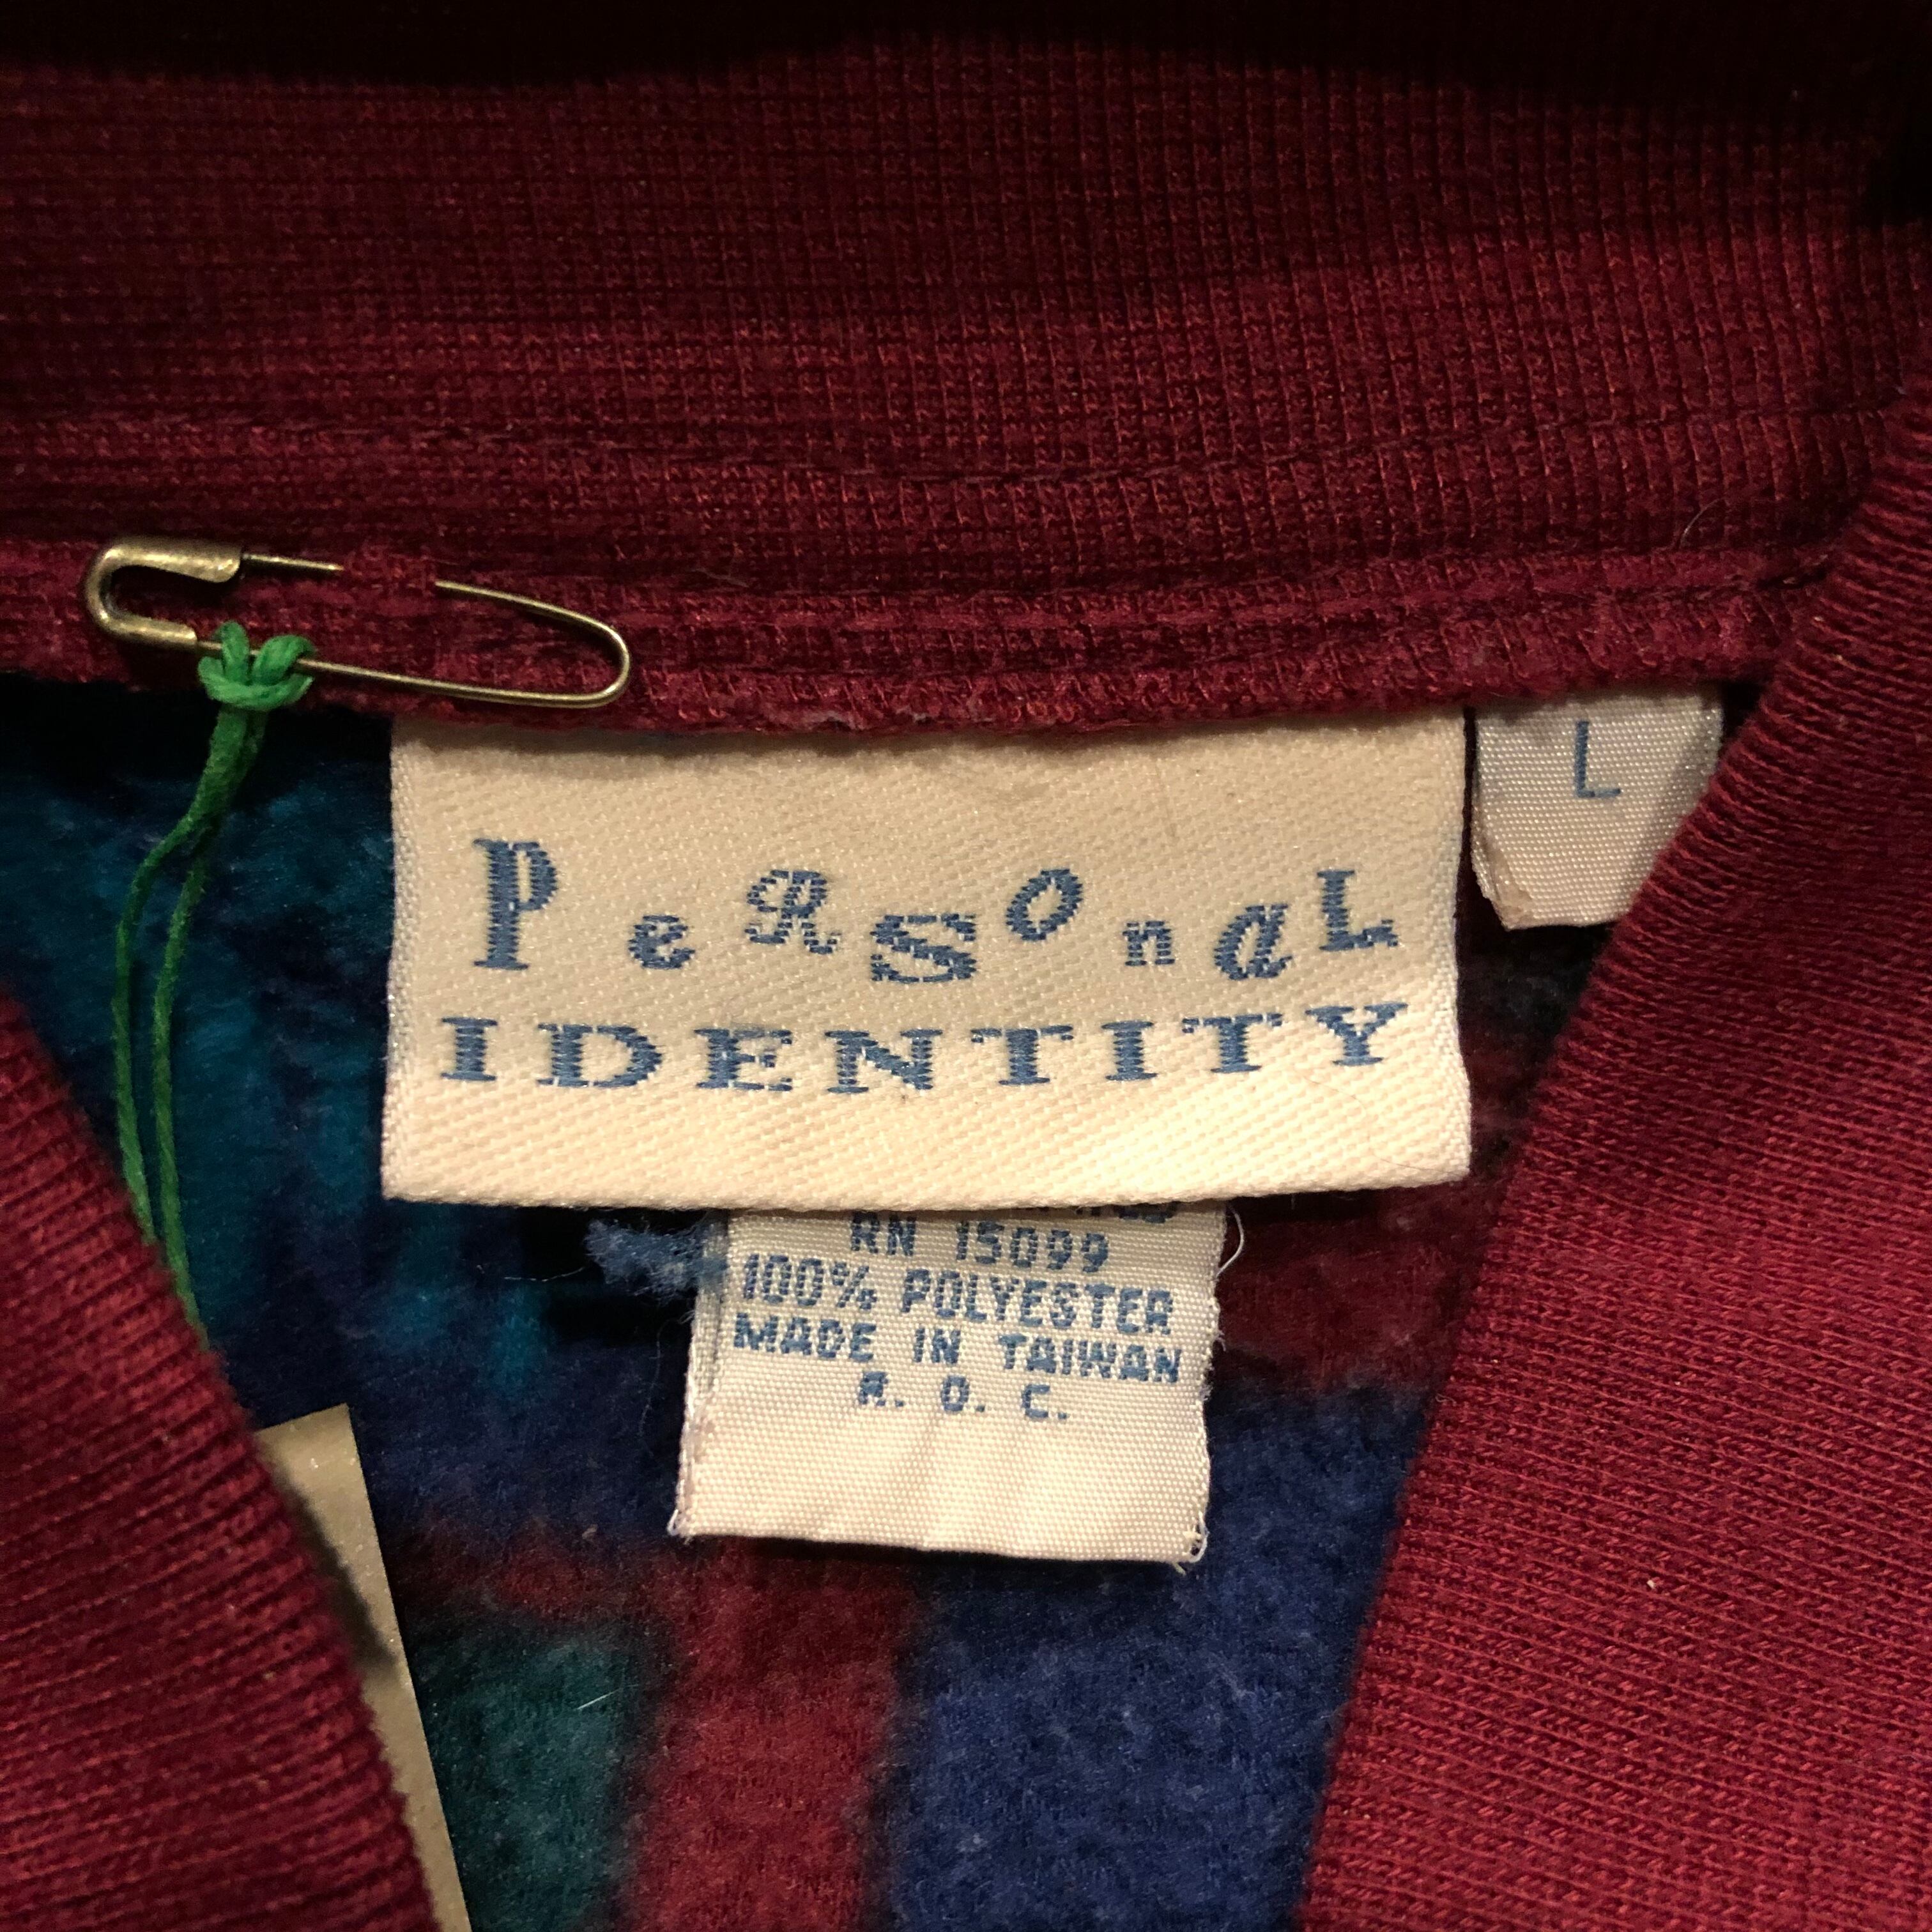 PeRSOnaL
IDENTITY
L
RN 15099
100% POLYESTER
MADE IN TAIWAN
R. O. C.